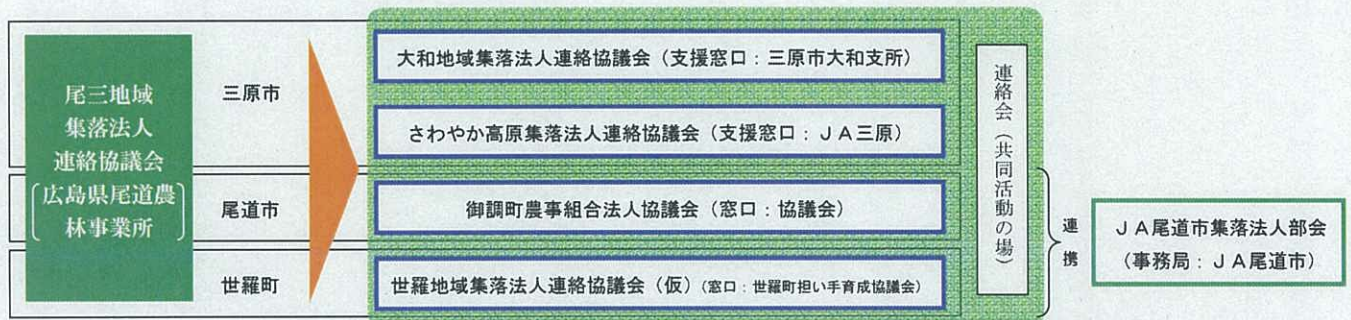 尾三地域
集落法人
連絡協議会
〔広島県尾道農
林事業所〕
三原市
尾道市
世羅町
大和地域集落法人連絡協議会（支援窓口：三原市大和支所）
さわやか高原集落法人連絡協議会（支援窓口：ＪＡ三原）
御調町農事組合法人協議会（窓口：協議会）
世羅地域集落法人連絡協議会（仮）（窓口：世羅町担い手育成協議会）
連絡会（共同活動の場）
連携
ＪＡ尾道市集落法人部会
（事務局：ＪＡ尾道市）